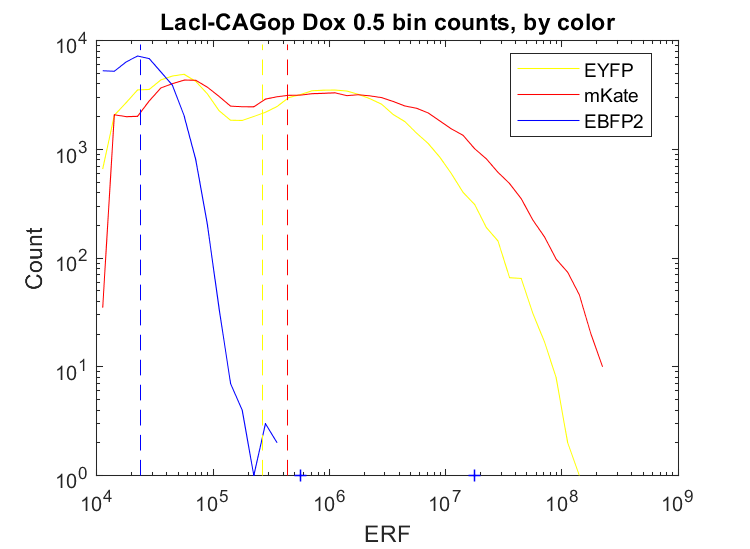 LacI-CAGop Dox 0.5 bin counts, by color
EYFP
mKate
EBFP2
Count
10^4
10^3
10^2
10^1
10^0
10^4 10^5 10^6 10^7 10^8 10^9
ERF